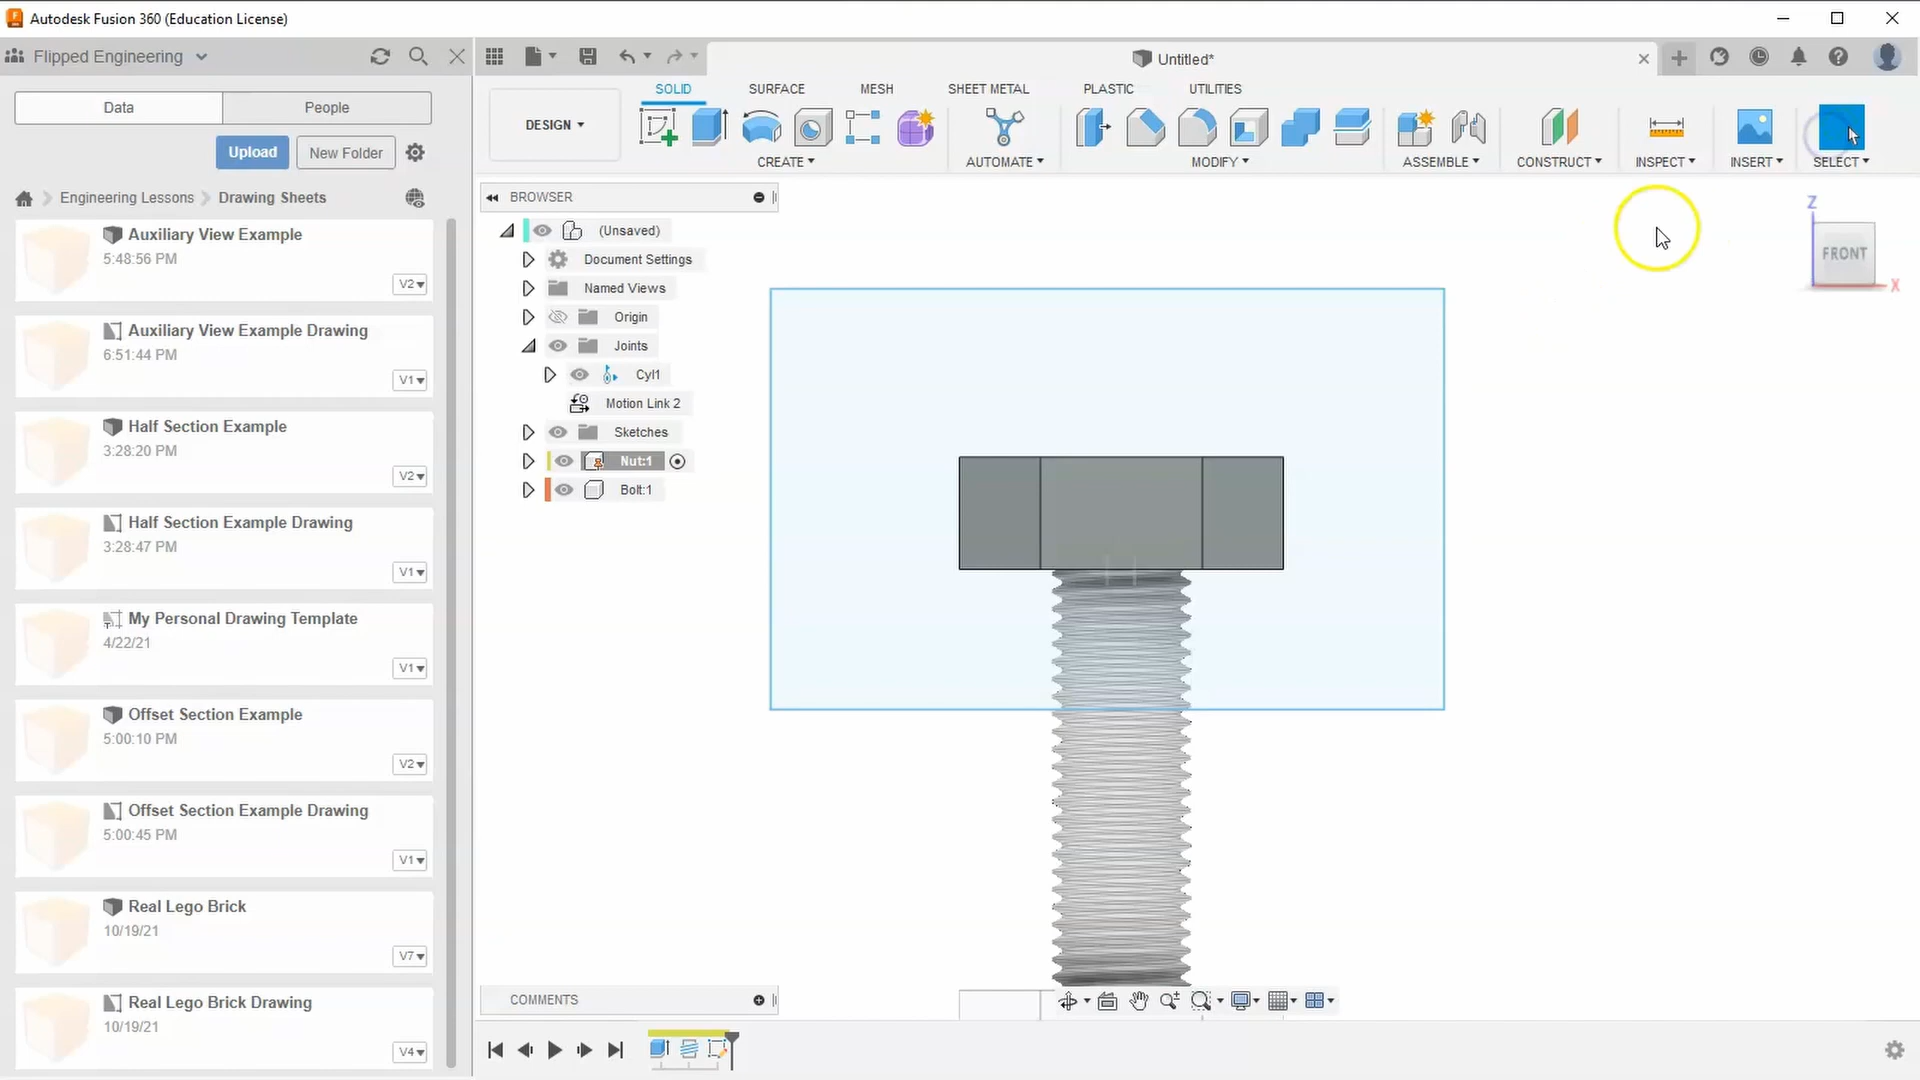 Autodesk Fusion 360 (Education License)
Flipped Engineering
Untitled*
Data
People
Upload
New Folder
Engineering Lessons
Drawing Sheets
Auxiliary View Example
5:48:56 PM
V2
Auxiliary View Example Drawing
6:51:44 PM
V1
Half Section Example
3:28:20 PM
V2
Half Section Example Drawing
3:28:47 PM
V1
My Personal Drawing Template
4/22/21
V1
Offset Section Example
5:00:10 PM
V2
Offset Section Example Drawing
5:00:45 PM
V1
Real Lego Brick
10/19/21
V7
Real Lego Brick Drawing
10/19/21
V4
DESIGN
SOLID
SURFACE
MESH
SHEET METAL
PLASTIC
UTILITIES
CREATE
AUTOMATE
MODIFY
ASSEMBLE
CONSTRUCT
INSPECT
INSERT
SELECT
BROWSER
(Unsaved)
Document Settings
Named Views
Origin
Joints
Cyl1
Motion Link 2
Sketches
Nut:1
Bolt:1
Z
FRONT
X
COMMENTS